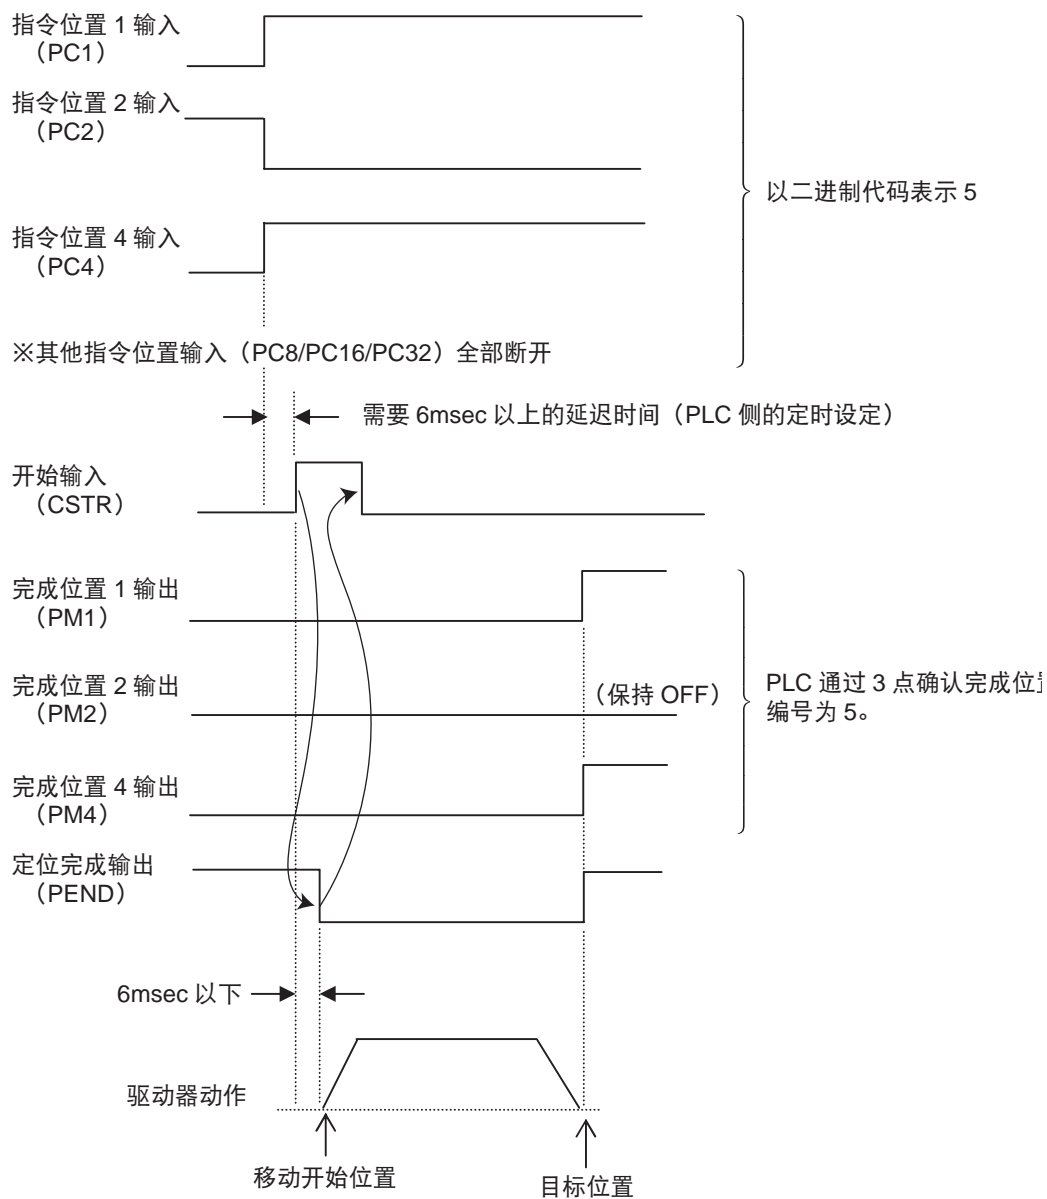 指令位置 1 输入
（PC1）
指令位置 2 输入
（PC2）
以二进制代码表示 5
指令位置 4 输入
（PC4）
※其他指令位置输入（PC8/PC16/PC32）全部断开
需要 6msec 以上的延迟时间（PLC 侧的定时设定）
开始输入
（CSTR）
完成位置 1 输出
（PM1）
完成位置 2 输出
（PM2）
（保持 OFF）
PLC 通过 3 点确认完成位置
编号为 5。
完成位置 4 输出
（PM4）
定位完成输出
（PEND）
6msec 以下
驱动器动作
移动开始位置
目标位置